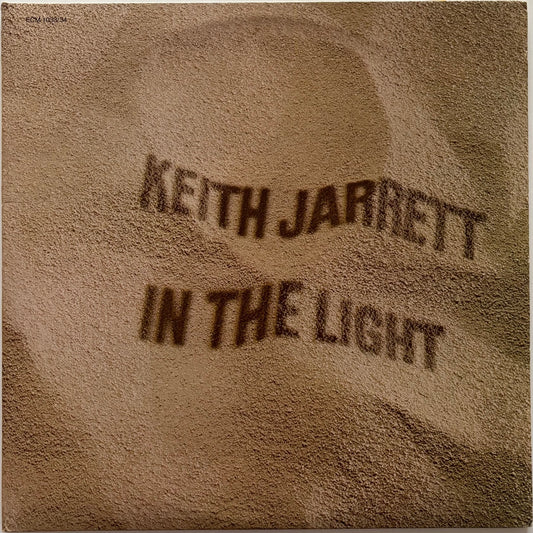 ECM 1033/34
KEITH JARRETT
IN THE LIGHT